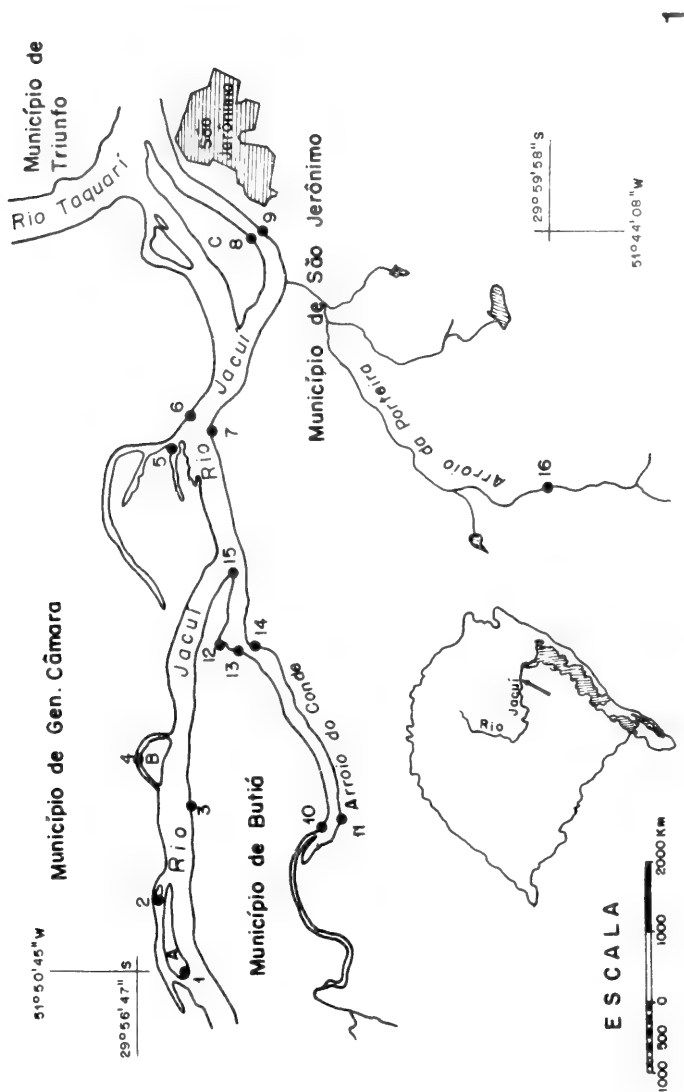 1
Município de
Triunfo
Rio Taquarí
São
Jerônimo
C
8
9
Município de São Jerônimo
29° 59' 58" S
51° 44' 08" W
Jacuí
Rio
6
5
7
Arroio da Porteira
16
Município de Gen. Câmara
Jacuí
15
12
13
14
4
B
3
Rio
Arroio do Conde
10
11
Município de Butiá
2
A
1
51° 50' 45" W
29° 56' 47" S
Rio
Jacuí
ESCALA
1000 500 0 1000 2000 Km